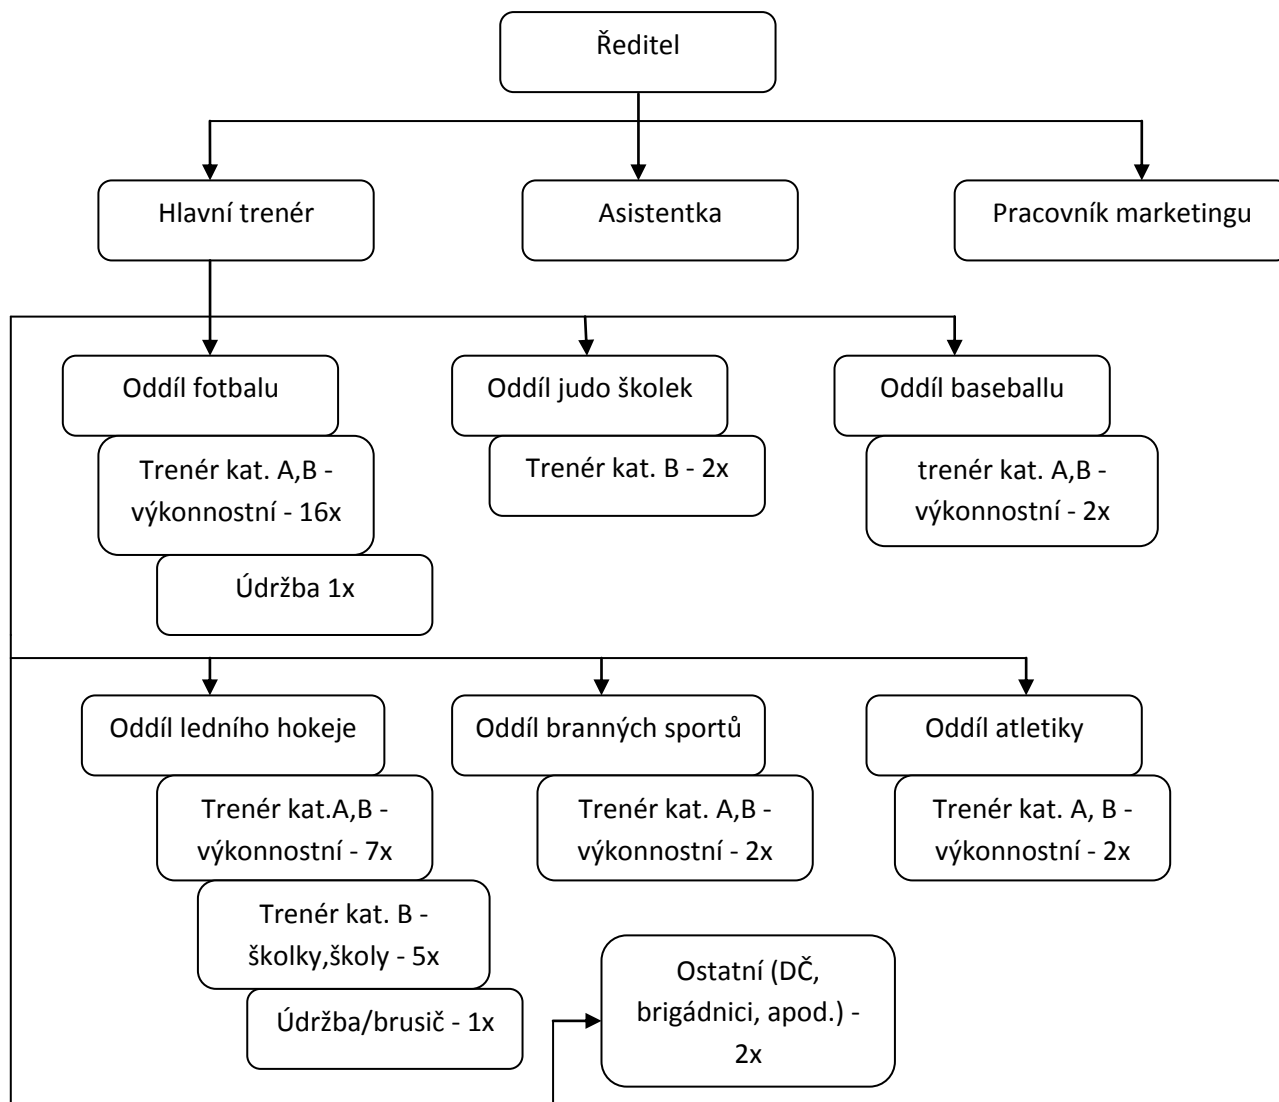 Ředitel
Hlavní trenér
Asistentka
Pracovník marketingu
Oddíl fotbalu
Oddíl judo školek
Oddíl baseballu
Trenér kat. A,B -
výkonnostní - 16x
Trenér kat. B - 2x
trenér kat. A,B -
výkonnostní - 2x
Údržba 1x
Oddíl ledního hokeje
Oddíl branných sportů
Oddíl atletiky
Trenér kat.A,B -
výkonnostní - 7x
Trenér kat. A,B -
výkonnostní - 2x
Trenér kat. A, B -
výkonnostní - 2x
Trenér kat. B -
školky,školy - 5x
Údržba/brusič - 1x
Ostatní (DČ,
brigádnici, apod.) -
2x